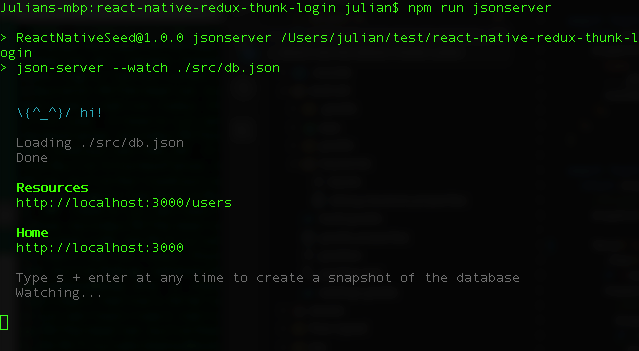 Julians-mbp:react-native-redux-thunk-login julian$ npm run jsonserver
> ReactNativeSeed@1.0.0 jsonserver /Users/julian/test/react-native-redux-thunk-l
ogin
> json-server --watch ./src/db.json
\{^_^}/ hi!
Loading ./src/db.json
Done
Resources
http://localhost:3000/users
Home
http://localhost:3000
Type s + enter at any time to create a snapshot of the database
Watching...